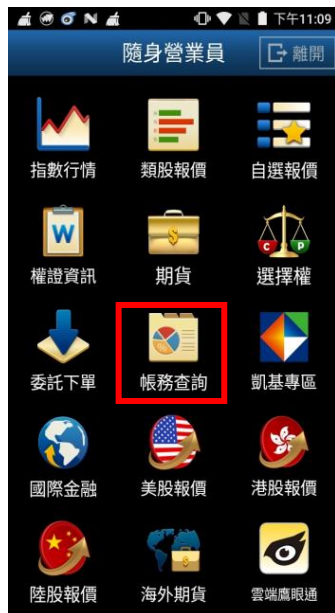 下午11:09
隨身營業員
離開
指數行情 類股報價 自選報價
W
$
C P
權證資訊 期貨 選擇權
委託下單 帳務查詢 凱基專區
國際金融 美股報價 港股報價
陸股報價 海外期貨 雲端鷹眼通